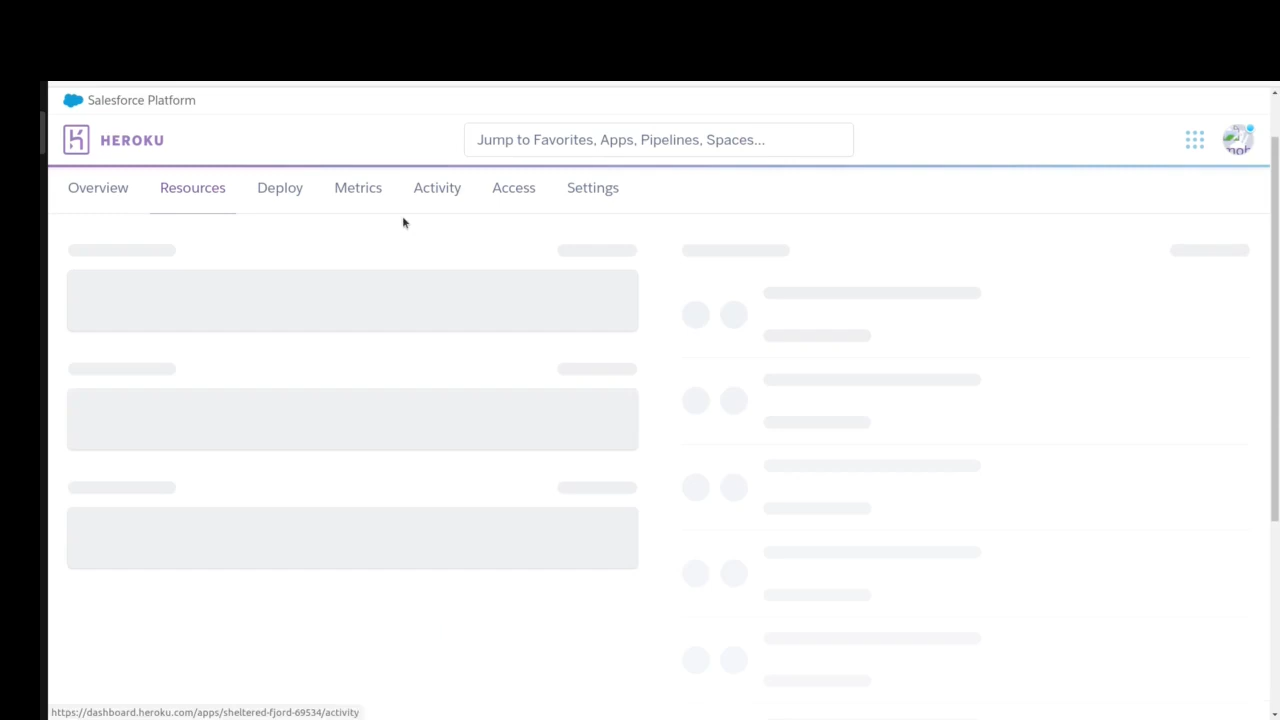 Salesforce Platform
HEROKU
Jump to Favorites, Apps, Pipelines, Spaces...
Overview Resources Deploy Metrics Activity Access Settings
https://dashboard.heroku.com/apps/sheltered-fjord-69534/activity